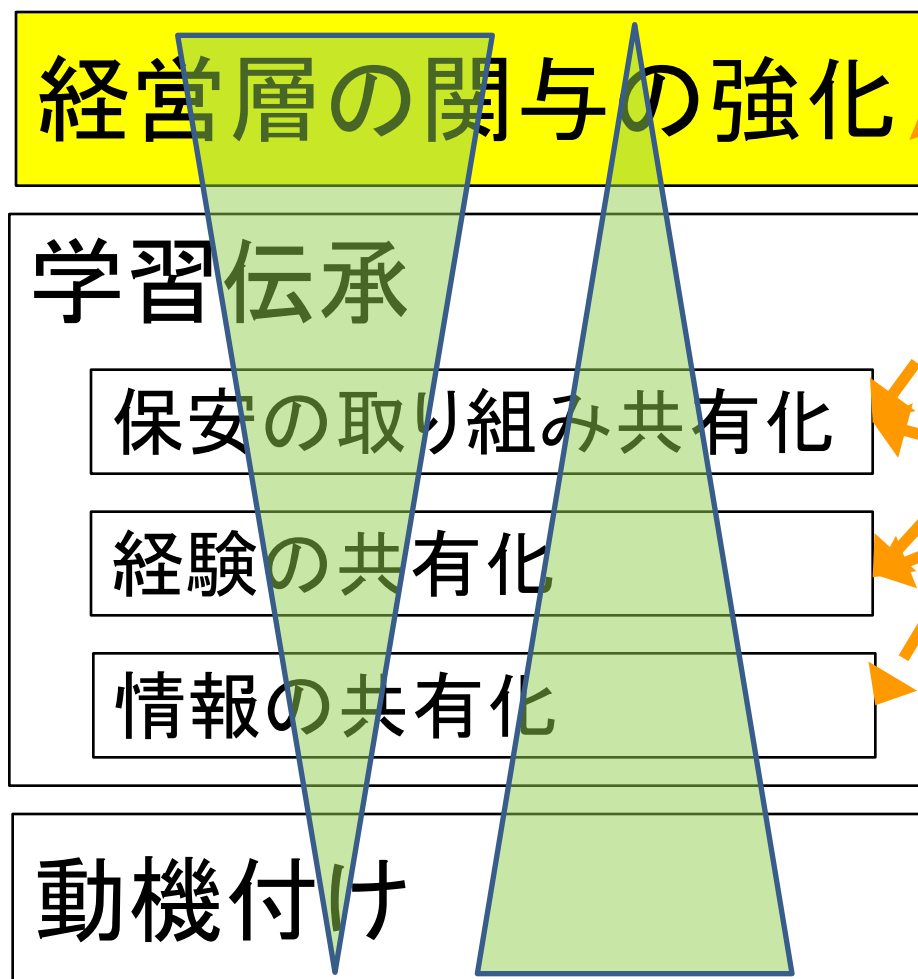 経営層の関与の強化
学習伝承
保安の取り組み共有化
経験の共有化
情報の共有化
動機付け